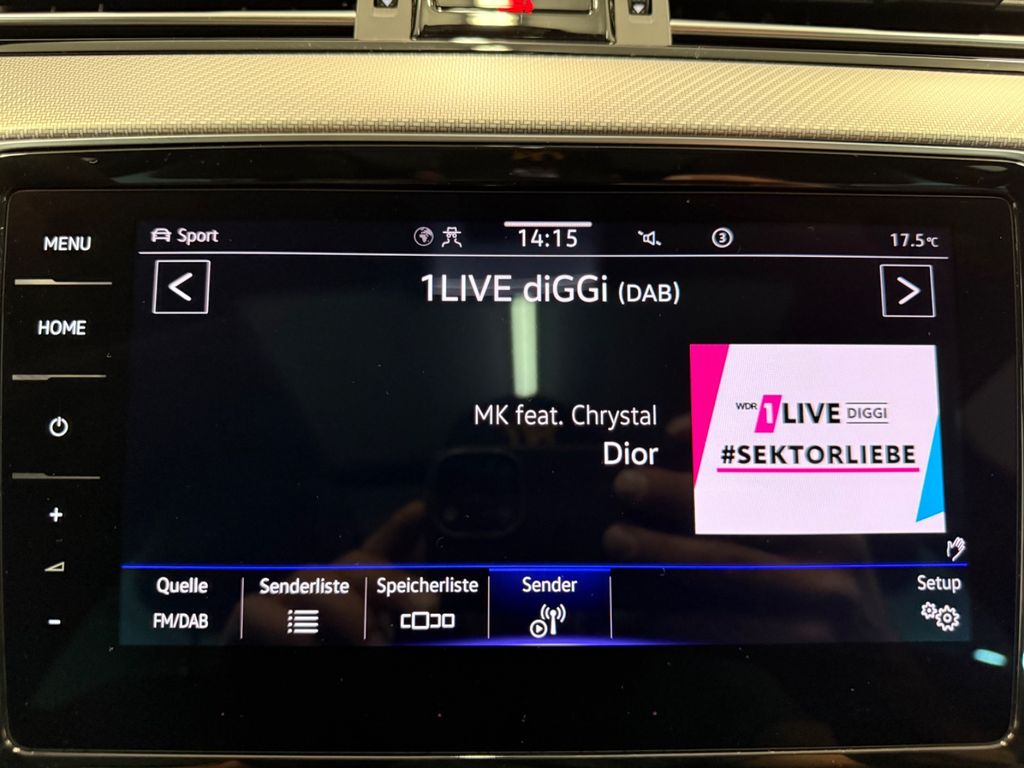 MENU
HOME
Sport
14:15
3
17.5°C
<
1LIVE diGGi (DAB)
>
MK feat. Chrystal
Dior
WDR 1LIVE DIGGI
#SEKTORLIEBE
+
-
Quelle
FM/DAB
Senderliste
Speicherliste
Sender
Setup